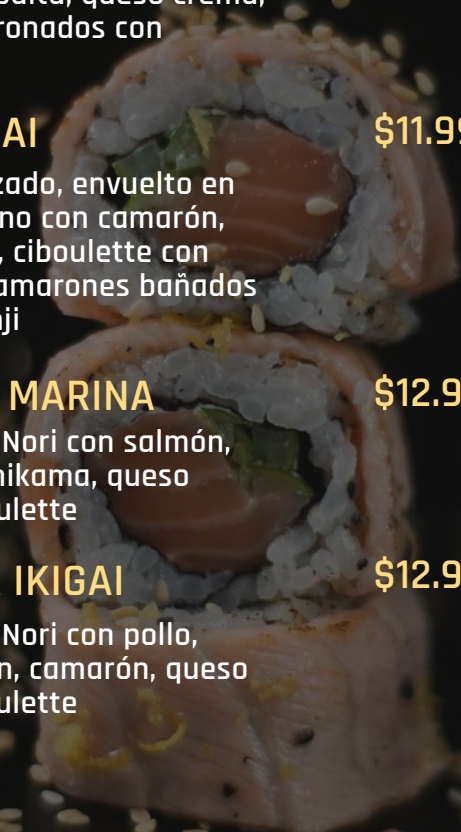 ronados con
AI $11.9
zado, envuelto en
no con camarón,
, ciboulette con
amarones bañados
ji
MARINA $12.9
Nori con salmón,
nikama, queso
ulette
IKIGAI $12.9
Nori con pollo,
n, camarón, queso
ulette